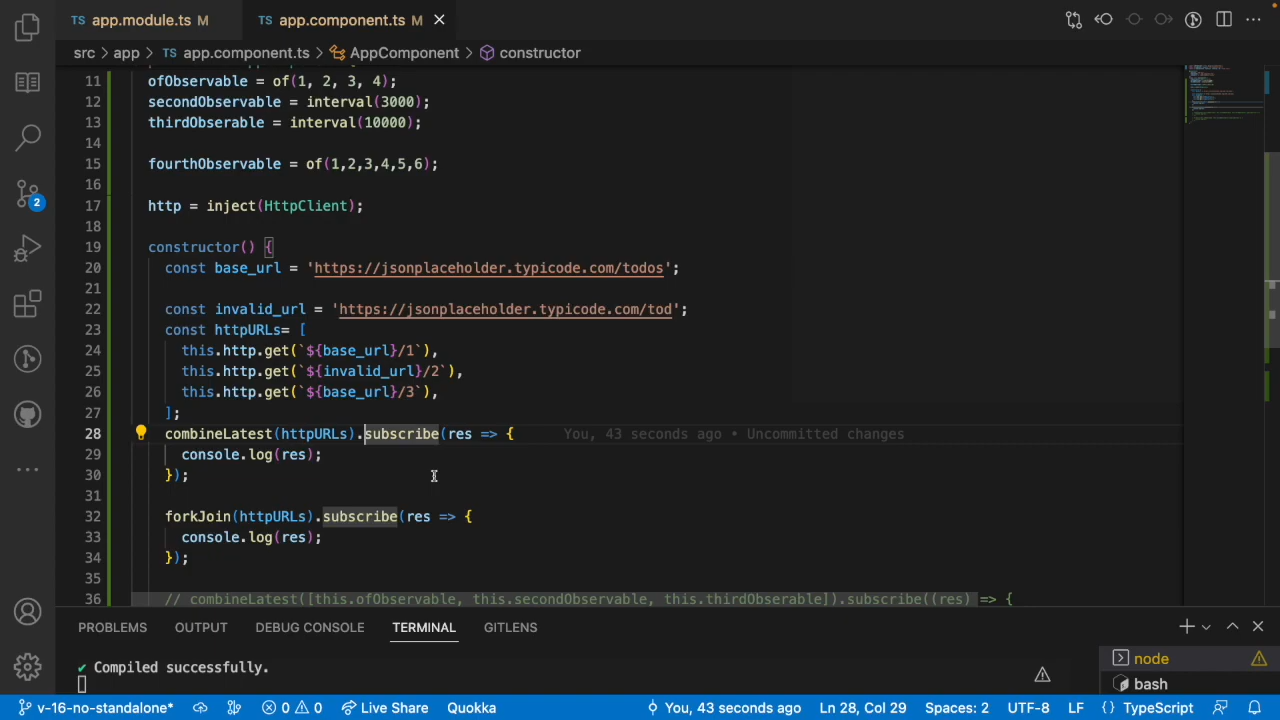 TS app.module.ts M TS app.component.ts M
src > app > TS app.component.ts > AppComponent > constructor
11 ofObservable = of(1, 2, 3, 4);
12 secondObservable = interval(3000);
13 thirdObserable = interval(10000);
14
15 fourthObservable = of(1,2,3,4,5,6);
16
17 http = inject(HttpClient);
18
19 constructor() {
20 const base_url = 'https://jsonplaceholder.typicode.com/todos';
21
22 const invalid_url = 'https://jsonplaceholder.typicode.com/tod';
23 const httpURLs= [
24 this.http.get(`${base_url}/1`),
25 this.http.get(`${invalid_url}/2`),
26 this.http.get(`${base_url}/3`),
27 ];
28 combineLatest(httpURLs).subscribe(res => { You, 43 seconds ago • Uncommitted changes
29 console.log(res);
30 });
31
32 forkJoin(httpURLs).subscribe(res => {
33 console.log(res);
34 });
35
36 // combineLatest([this.ofObservable, this.secondObservable, this.thirdObserable]).subscribe((res) => {
2
PROBLEMS OUTPUT DEBUG CONSOLE TERMINAL GITLENS
✔ Compiled successfully.
node
bash
v-16-no-standalone* 0 0 Live Share Quokka You, 43 seconds ago Ln 28, Col 29 Spaces: 2 UTF-8 LF {} TypeScript